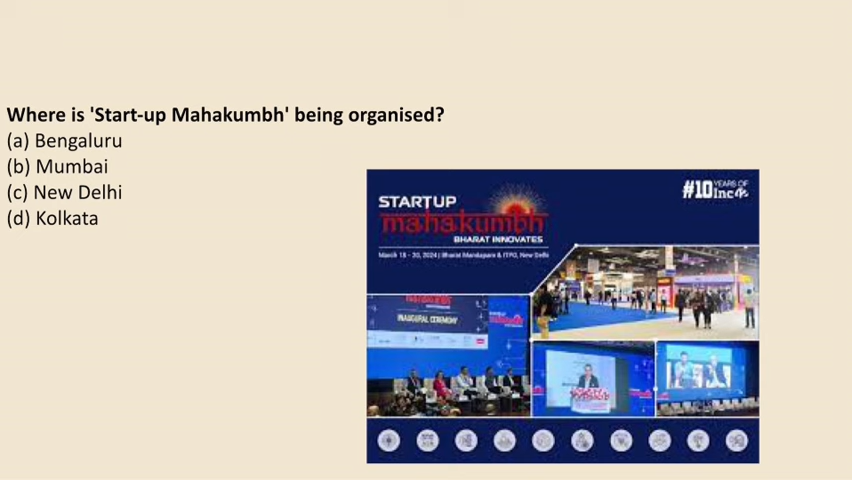 Where is 'Start-up Mahakumbh' being organised?
(a) Bengaluru
(b) Mumbai
(c) New Delhi
(d) Kolkata
#10 YEARS OF Inc42
STARTUP
mahakumbh
BHARAT INNOVATES
March 18 - 20, 2024 | Bharat Mandapam & ITPO, New Delhi
INAUGURAL CEREMONY